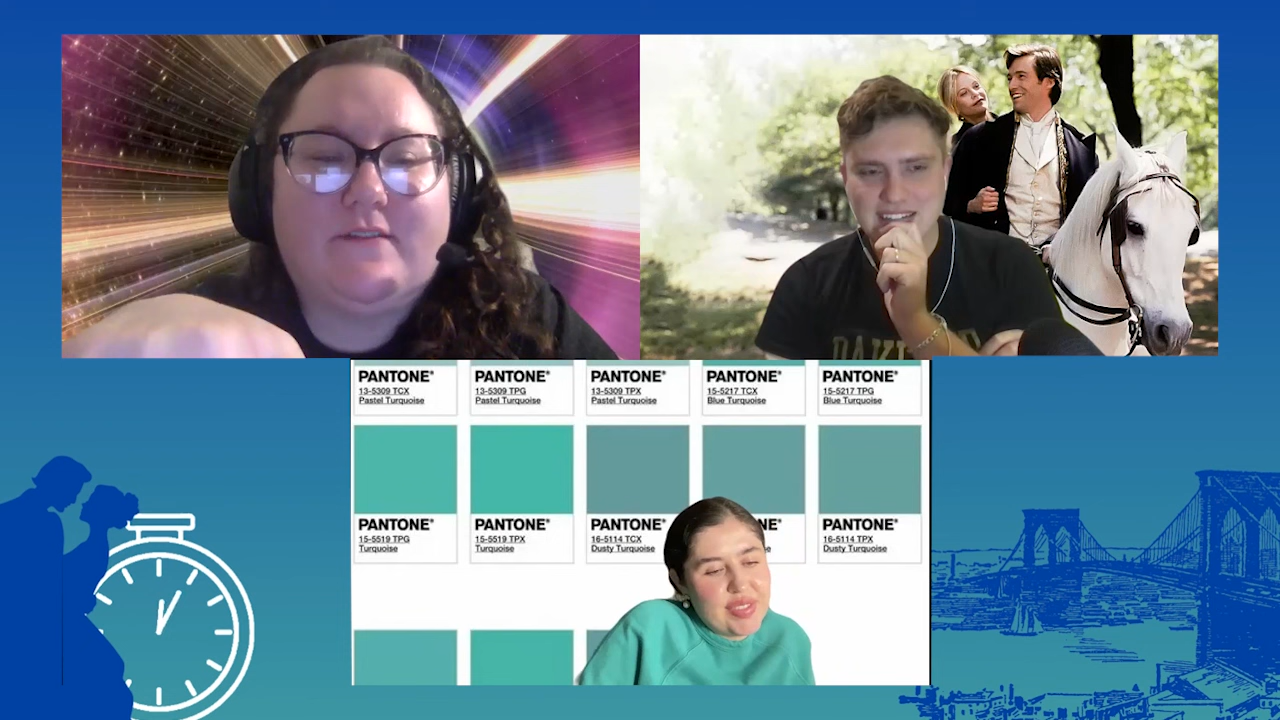 DAK
PANTONE®
13-5309 TCX
Pastel Turquoise
PANTONE®
13-5309 TPG
Pastel Turquoise
PANTONE®
13-5309 TPX
Pastel Turquoise
PANTONE®
15-5217 TCX
Blue Turquoise
PANTONE®
15-5217 TPG
Blue Turquoise
PANTONE®
15-5519 TPG
Turquoise
PANTONE®
15-5519 TPX
Turquoise
PANTONE®
16-5114 TCX
Dusty Turquoise
NE®
PANTONE®
16-5114 TPX
Dusty Turquoise